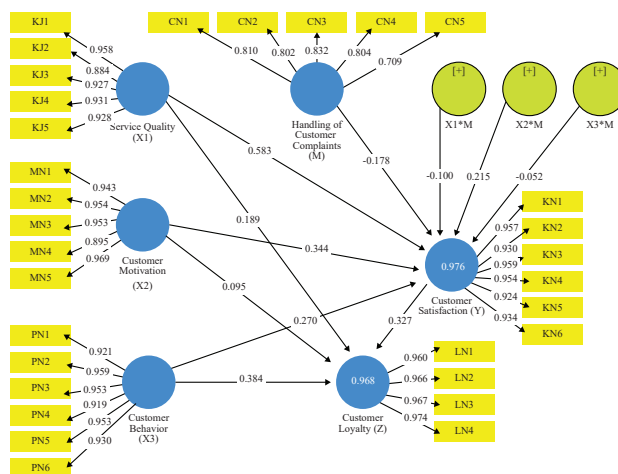 KJ1
KJ2
KJ3
KJ4
KJ5
0.958
0.884
0.927
0.931
0.928
Service Quality
(X1)
CN1
CN2
CN3
CN4
CN5
0.810
0.802
0.832
0.804
0.709
Handling of
Customer
Complaints (M)
[+]
X1*M
[+]
X2*M
[+]
X3*M
0.583
-0.178
-0.100
0.215
-0.052
0.189
MN1
MN2
MN3
MN4
MN5
0.943
0.954
0.953
0.895
0.969
Customer
Motivation
(X2)
0.344
0.095
0.976
Customer
Satisfaction (Y)
0.957
0.930
0.959
0.954
0.924
0.934
KN1
KN2
KN3
KN4
KN5
KN6
0.270
0.327
PN1
PN2
PN3
PN4
PN5
PN6
0.921
0.959
0.953
0.919
0.953
0.930
Customer
Behavior (X3)
0.384
0.968
Customer
Loyalty (Z)
0.960
0.966
0.967
0.974
LN1
LN2
LN3
LN4